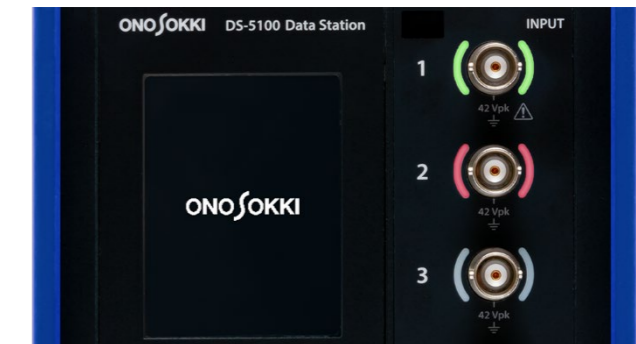 ONO SOKKI DS-5100 Data Station
INPUT
1
42 Vpk
2
42 Vpk
ONO SOKKI
3
42 Vpk